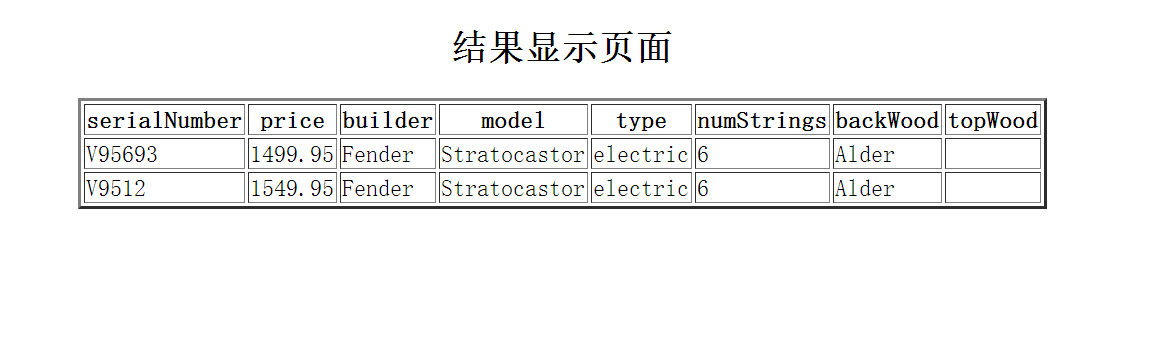 结果显示页面
serialNumber price builder model type numStrings backWood topWood
V95693 1499.95 Fender Stratocastor electric 6 Alder
V9512 1549.95 Fender Stratocastor electric 6 Alder